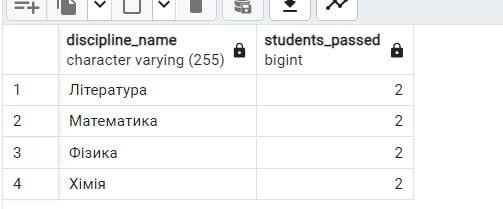 discipline_name students_passed
character varying (255) bigint
1 Література 2
2 Математика 2
3 Фізика 2
4 Хімія 2